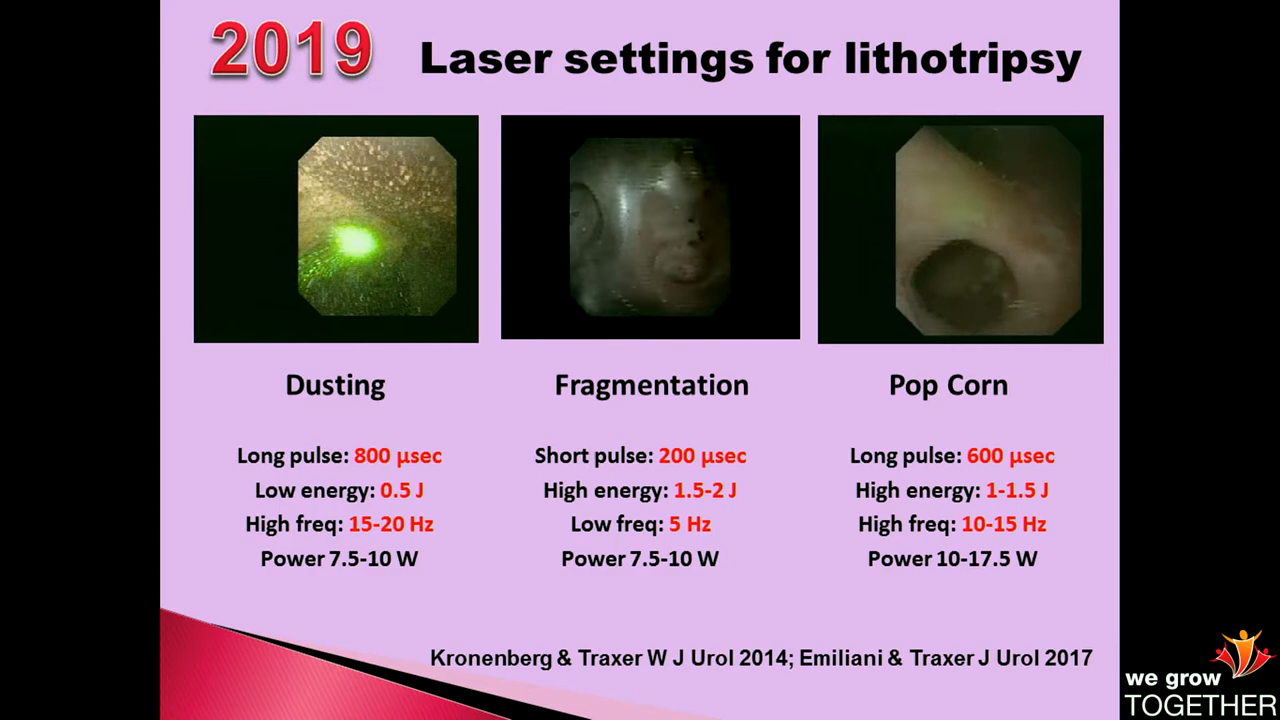 2019 Laser settings for lithotripsy
Dusting
Long pulse: 800 μsec
Low energy: 0.5 J
High freq: 15-20 Hz
Power 7.5-10 W
Fragmentation
Short pulse: 200 μsec
High energy: 1.5-2 J
Low freq: 5 Hz
Power 7.5-10 W
Pop Corn
Long pulse: 600 μsec
High energy: 1-1.5 J
High freq: 10-15 Hz
Power 10-17.5 W
Kronenberg & Traxer W J Urol 2014; Emiliani & Traxer J Urol 2017
we grow
TOGETHER